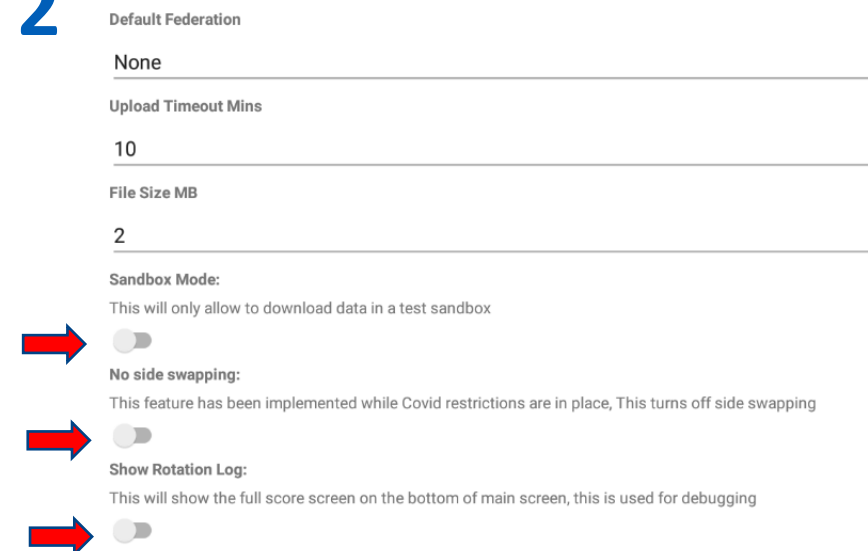 2
Default Federation
None
Upload Timeout Mins
10
File Size MB
2
Sandbox Mode:
This will only allow to download data in a test sandbox
No side swapping:
This feature has been implemented while Covid restrictions are in place, This turns off side swapping
Show Rotation Log:
This will show the full score screen on the bottom of main screen, this is used for debugging